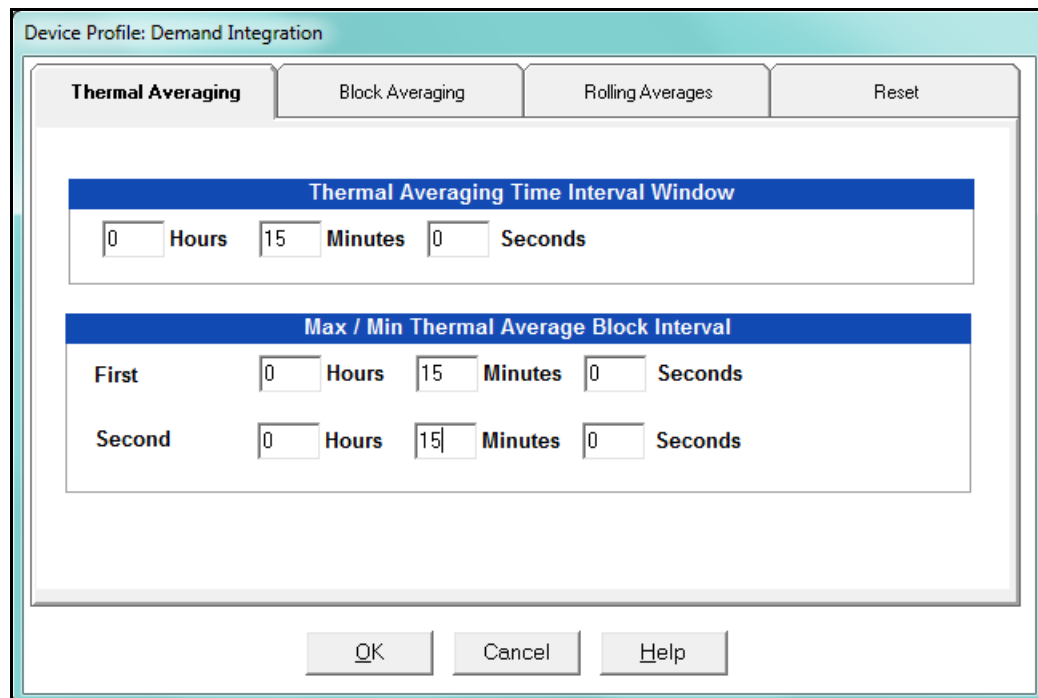 Device Profile: Demand Integration
Thermal Averaging Block Averaging Rolling Averages Reset
Thermal Averaging Time Interval Window
0 Hours 15 Minutes 0 Seconds
Max / Min Thermal Average Block Interval
First 0 Hours 15 Minutes 0 Seconds
Second 0 Hours 15 Minutes 0 Seconds
OK Cancel Help